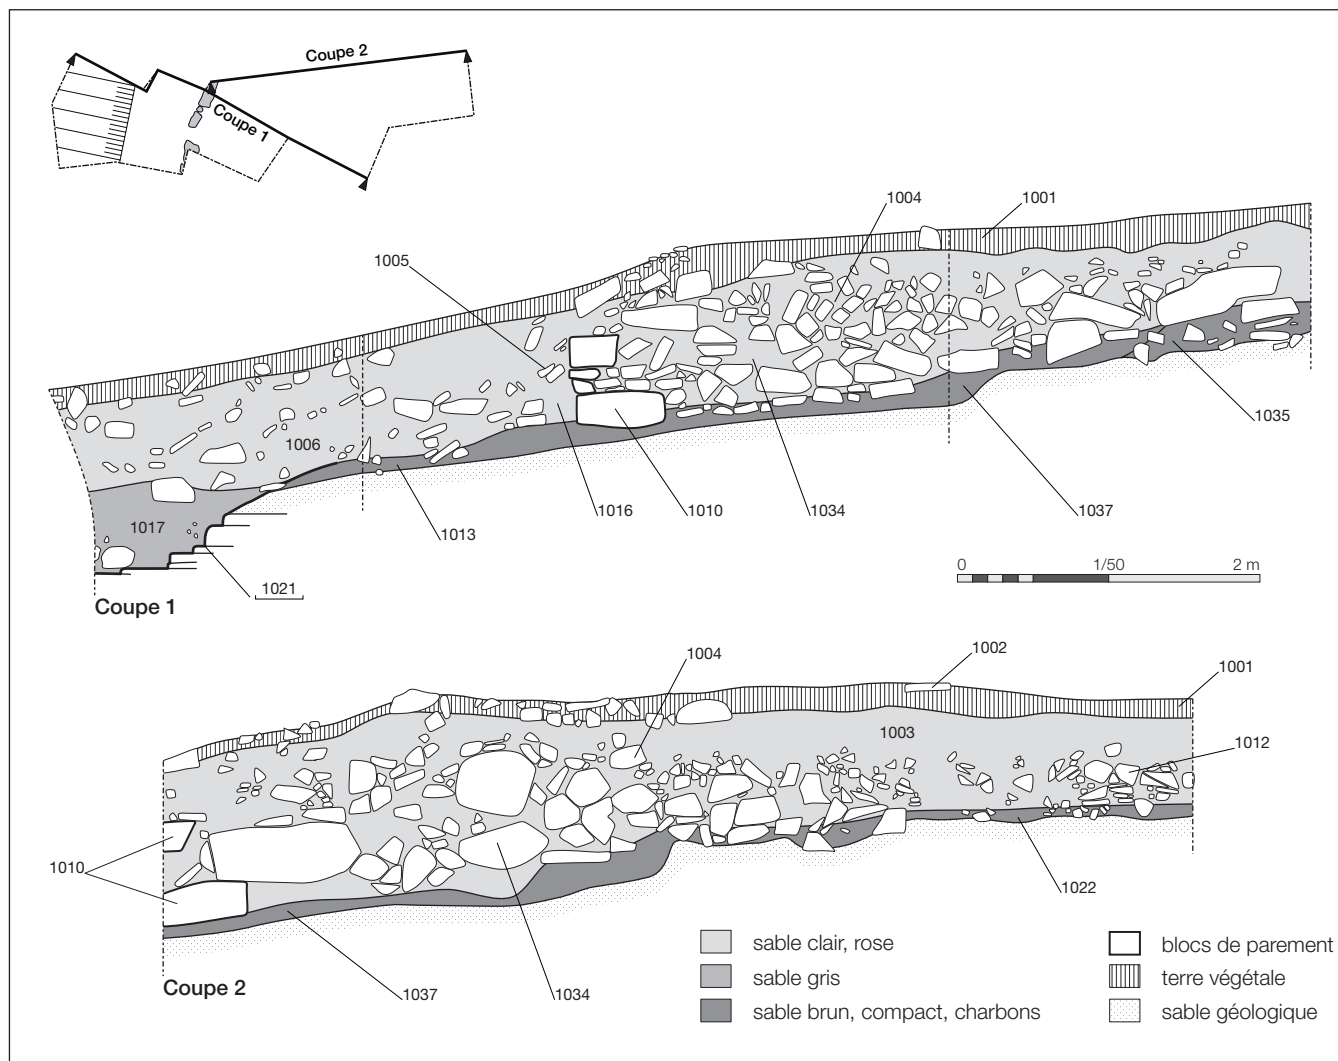 Coupe 2
Coupe 1
1004
1001
1005
1006
1035
1017
1013
1016
1010
1034
1037
1021
0 1/50 2 m
Coupe 1
1004
1002
1001
1003
1012
1010
1022
Coupe 2
1037
1034
sable clair, rose
sable gris
sable brun, compact, charbons
blocs de parement
terre végétale
sable géologique